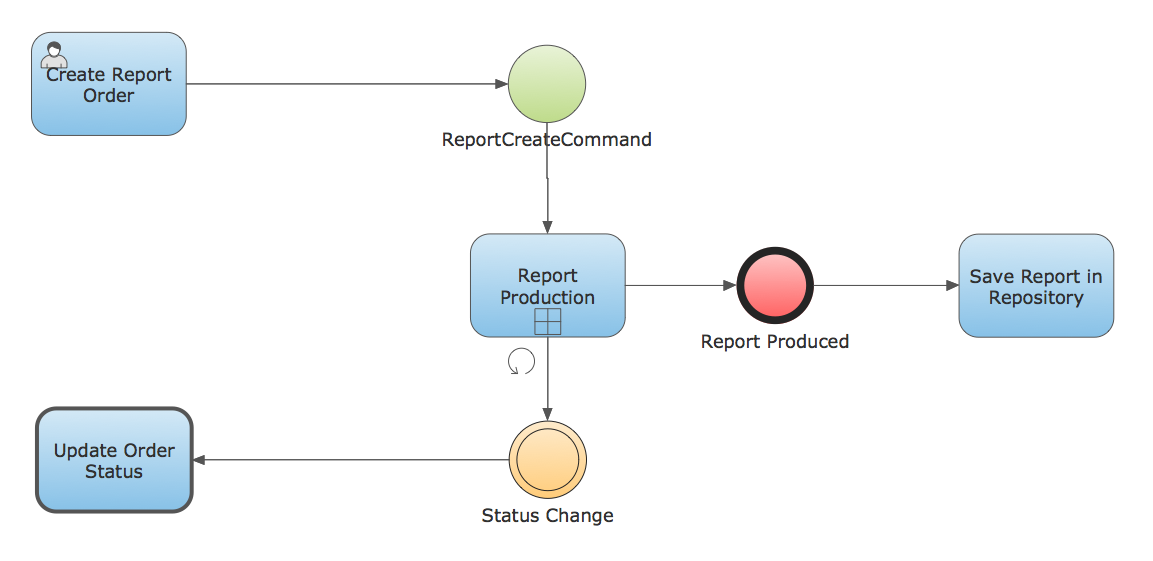 Create Report
Order
ReportCreateCommand
Report
Production
Report Produced
Save Report in
Repository
Update Order
Status
Status Change